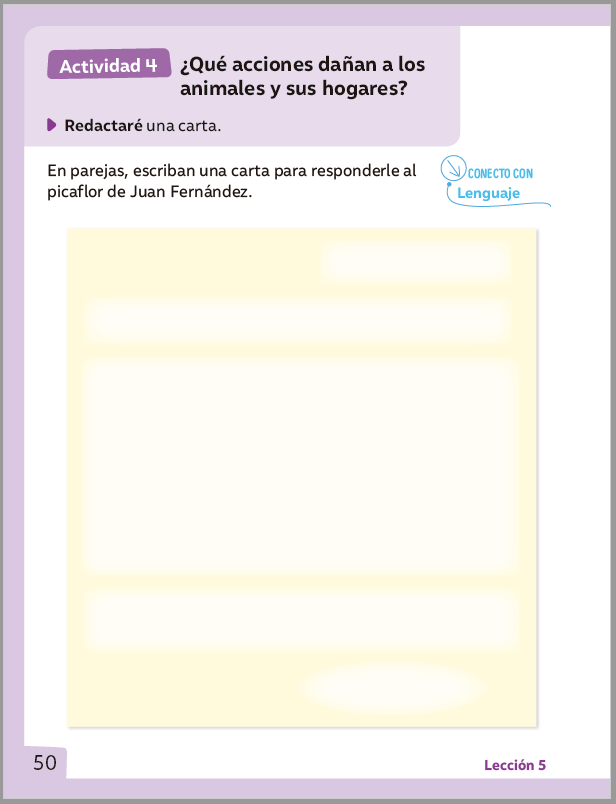 Actividad 4
¿Qué acciones dañan a los
animales y sus hogares?
Redactaré una carta.
En parejas, escriban una carta para responderle al
picaflor de Juan Fernández.
CONECTO CON
Lenguaje
50
Lección 5